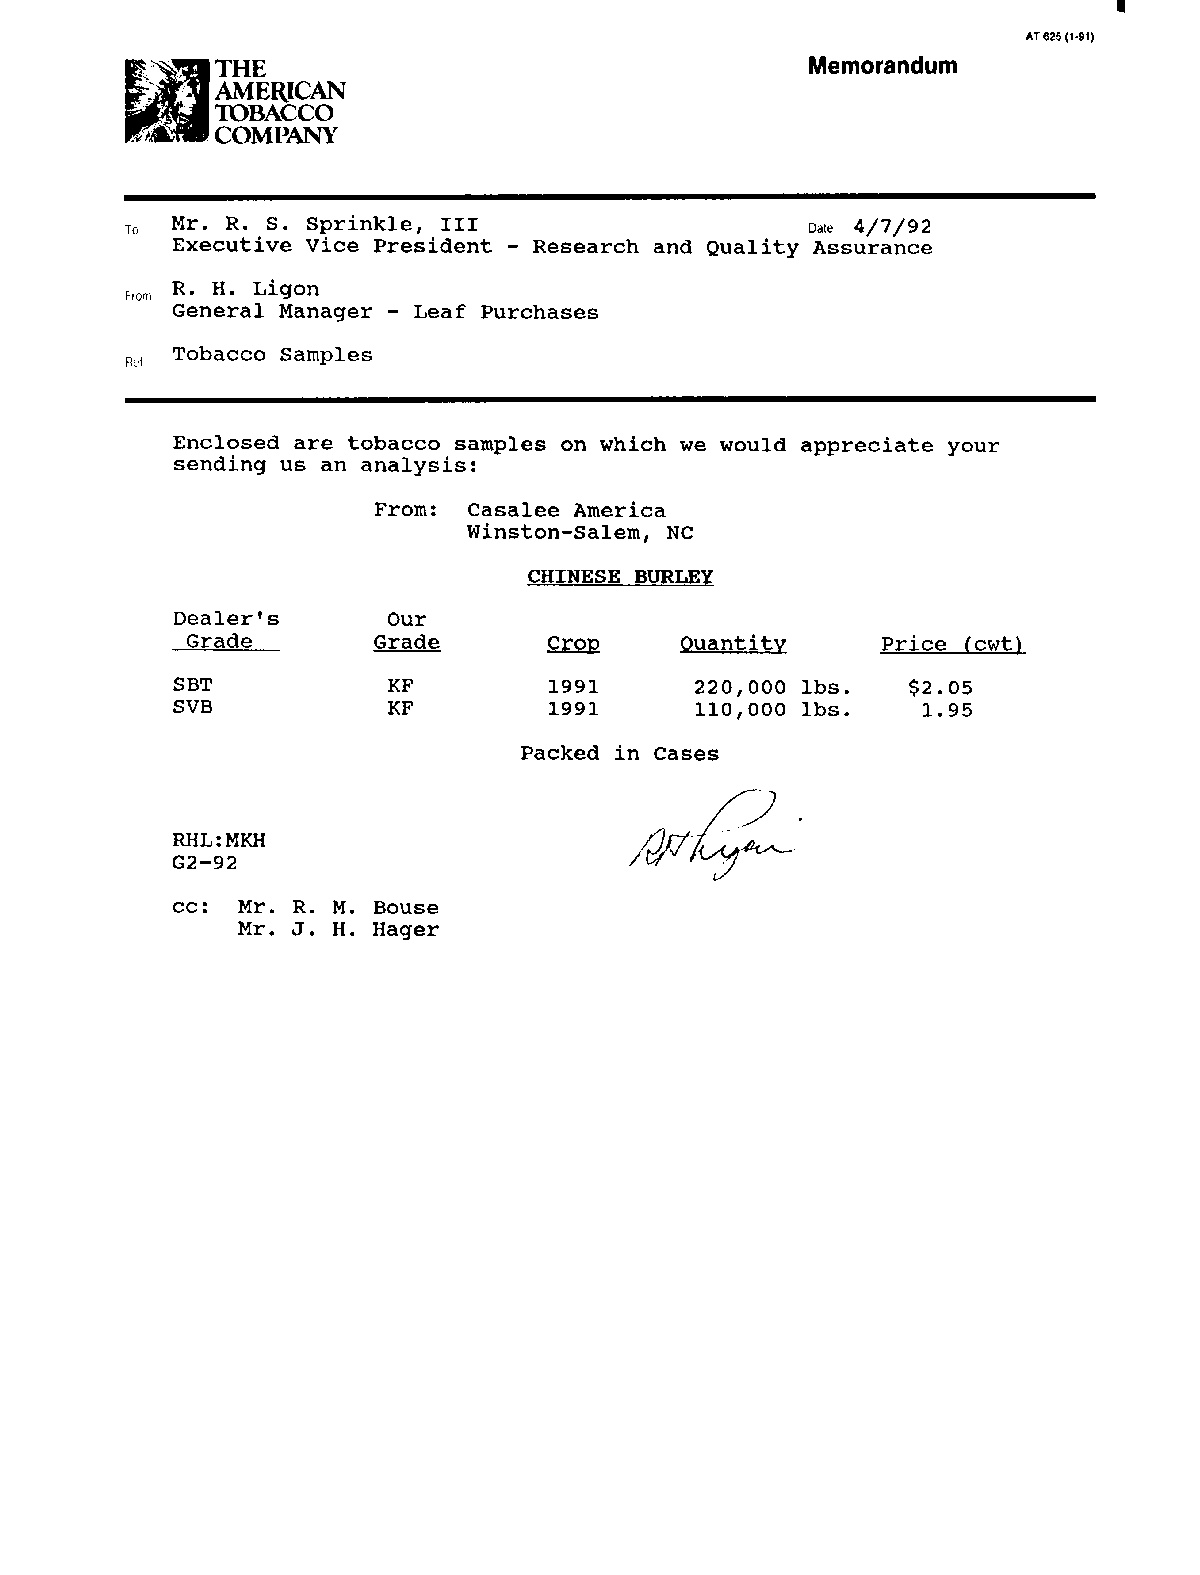 AT 625 (1-91)
THE
AMERICAN
TOBACCO
COMPANY
Memorandum
To Mr. R. S. Sprinkle, III Date 4/7/92
Executive Vice President - Research and Quality Assurance
From R. H. Ligon
General Manager - Leaf Purchases
Ref Tobacco Samples
Enclosed are tobacco samples on which we would appreciate your
sending us an analysis:
From: Casalee America
Winston-Salem, NC
CHINESE BURLEY
Dealer's Our
Grade Grade Crop Quantity Price (cwt)
SBT KF 1991 220,000 lbs. $2.05
SVB KF 1991 110,000 lbs. 1.95
Packed in Cases
RH Ligon
RHL:MKH
G2-92
cc: Mr. R. M. Bouse
Mr. J. H. Hager